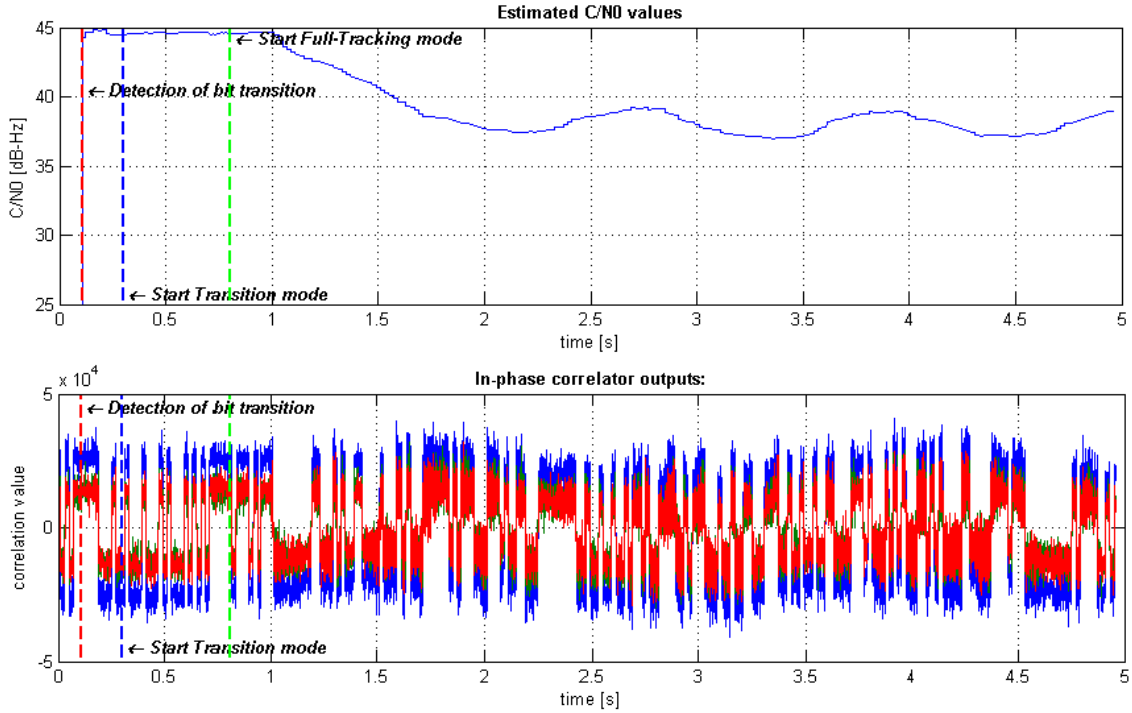 Estimated C/N0 values
45
← Start Full-Tracking mode
40
← Detection of bit transition
C/N0 [dB-Hz]
35
30
25
← Start Transition mode
0 0.5 1 1.5 2 2.5 3 3.5 4 4.5 5
time [s]
x 10^4
In-phase correlator outputs:
5
← Detection of bit transition
correlation value
0
← Start Transition mode
-5
0 0.5 1 1.5 2 2.5 3 3.5 4 4.5 5
time [s]